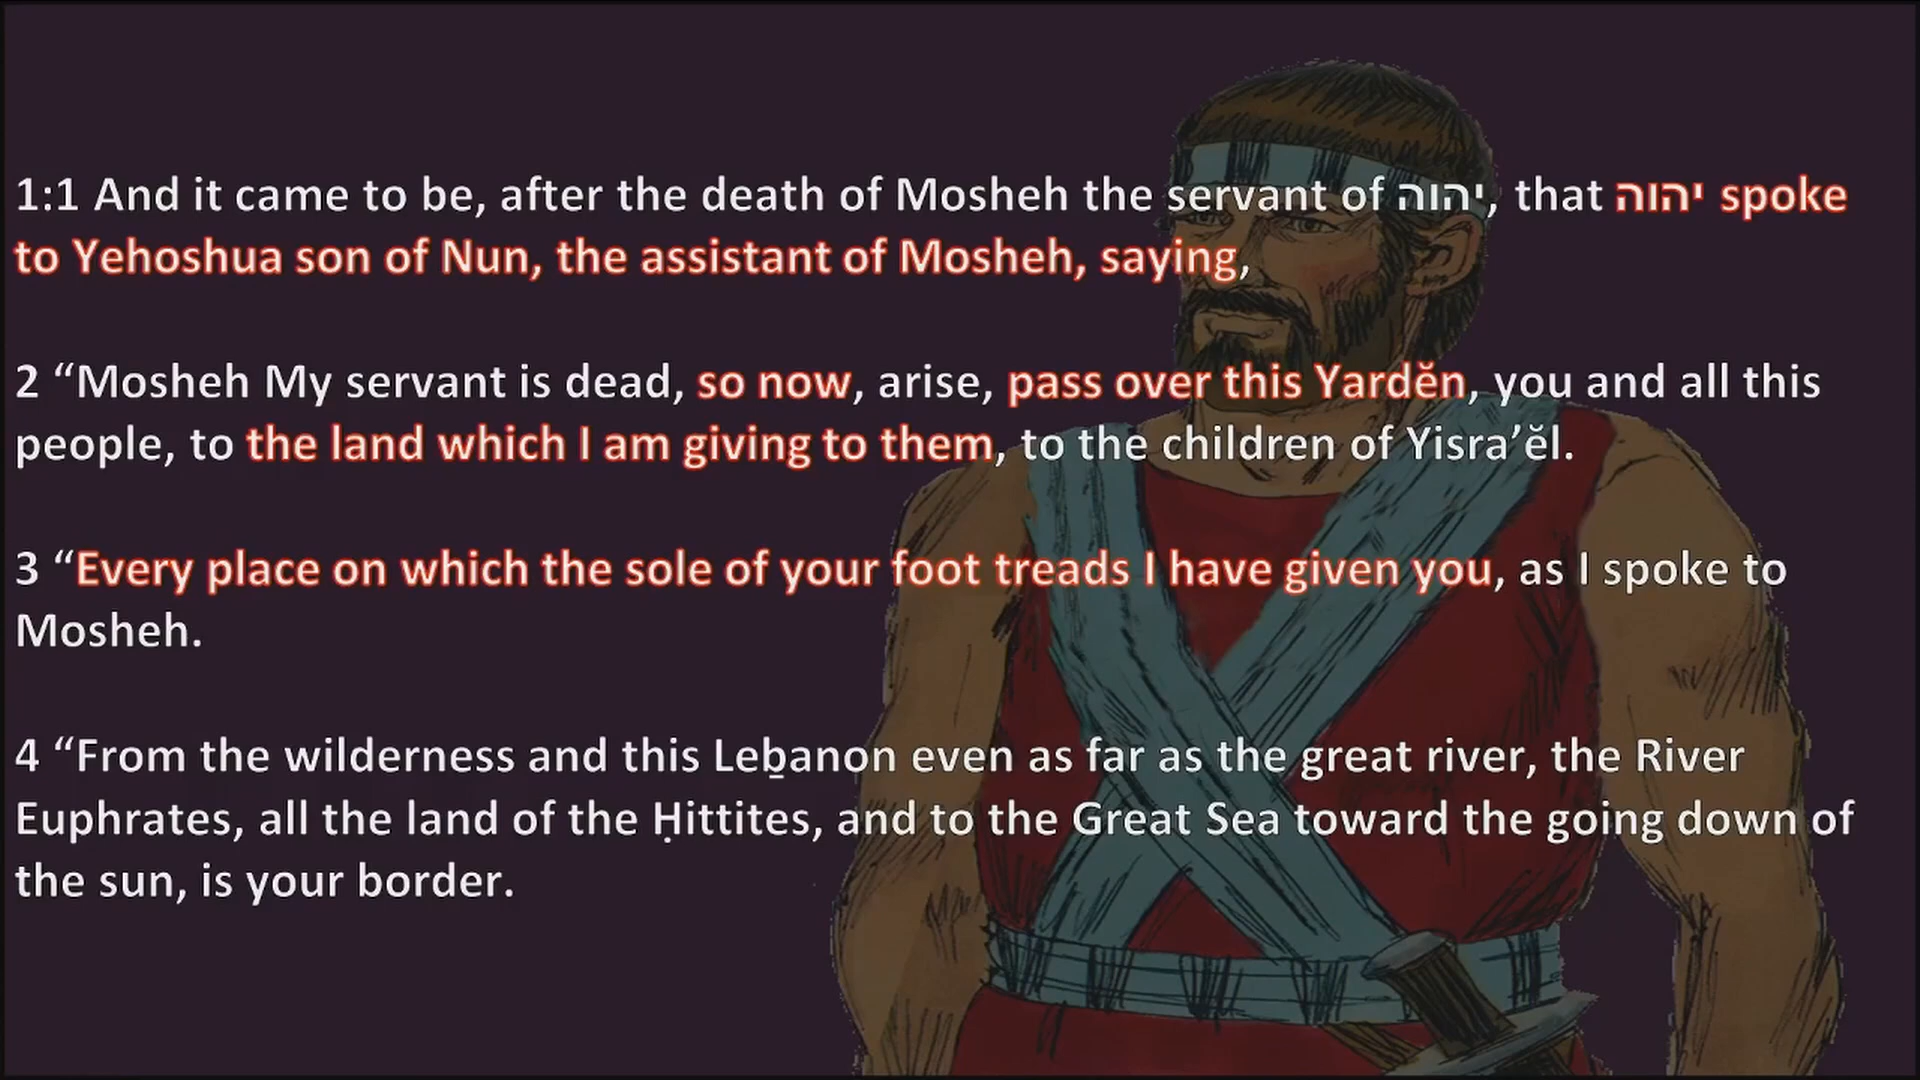 1:1 And it came to be, after the death of Mosheh the servant of יהוה, that יהוה spoke
to Yehoshua son of Nun, the assistant of Mosheh, saying,
2 “Mosheh My servant is dead, so now, arise, pass over this Yardĕn, you and all this
people, to the land which I am giving to them, to the children of Yisra’ĕl.
3 “Every place on which the sole of your foot treads I have given you, as I spoke to
Mosheh.
4 “From the wilderness and this Leḇanon even as far as the great river, the River
Euphrates, all the land of the Ḥittites, and to the Great Sea toward the going down of
the sun, is your border.